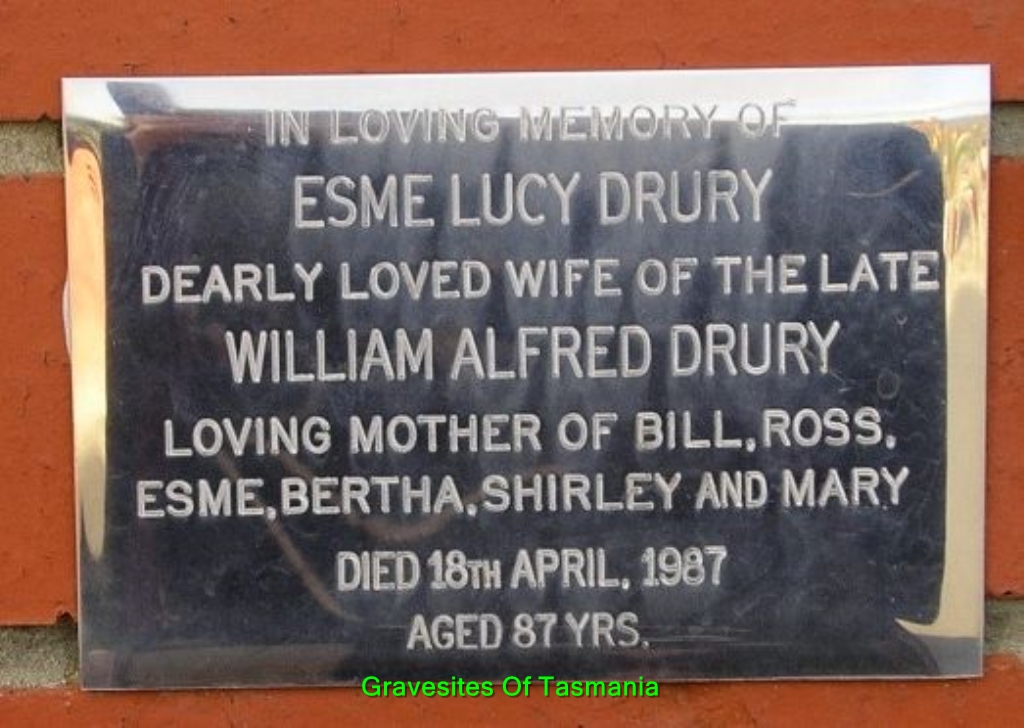 IN LOVING MEMORY OF
ESME LUCY DRURY
DEARLY LOVED WIFE OF THE LATE
WILLIAM ALFRED DRURY
LOVING MOTHER OF BILL, ROSS,
ESME, BERTHA, SHIRLEY AND MARY
DIED 18TH APRIL, 1987
AGED 87 YRS.
Gravesites Of Tasmania